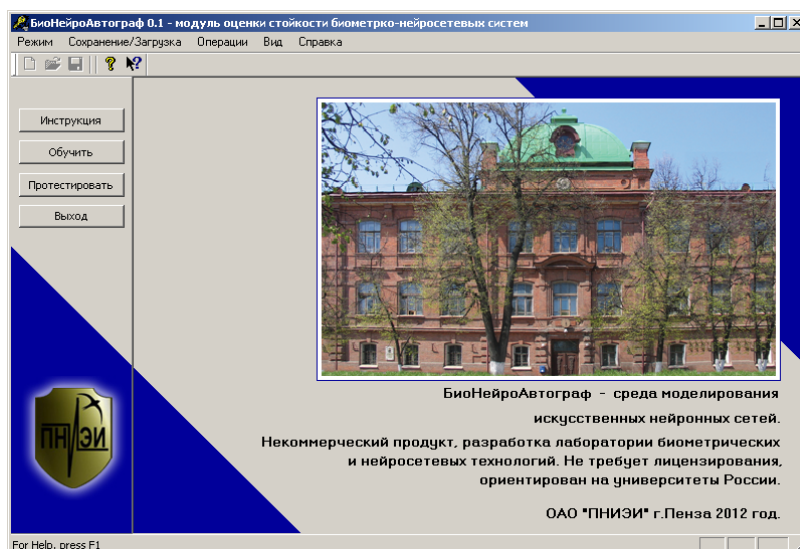 БиоНейроАвтограф 0.1 - модуль оценки стойкости биометрко-нейросетевых систем
Режим Сохранение/Загрузка Операции Вид Справка
Инструкция
Обучить
Протестировать
Выход
ПНИЭИ
БиоНейроАвтограф - среда моделирования
искусственных нейронных сетей.
Некоммерческий продукт, разработка лаборатории биометрических
и нейросетевых технологий. Не требует лицензирования,
ориентирован на университеты России.
ОАО "ПНИЭИ" г.Пенза 2012 год.
For Help, press F1